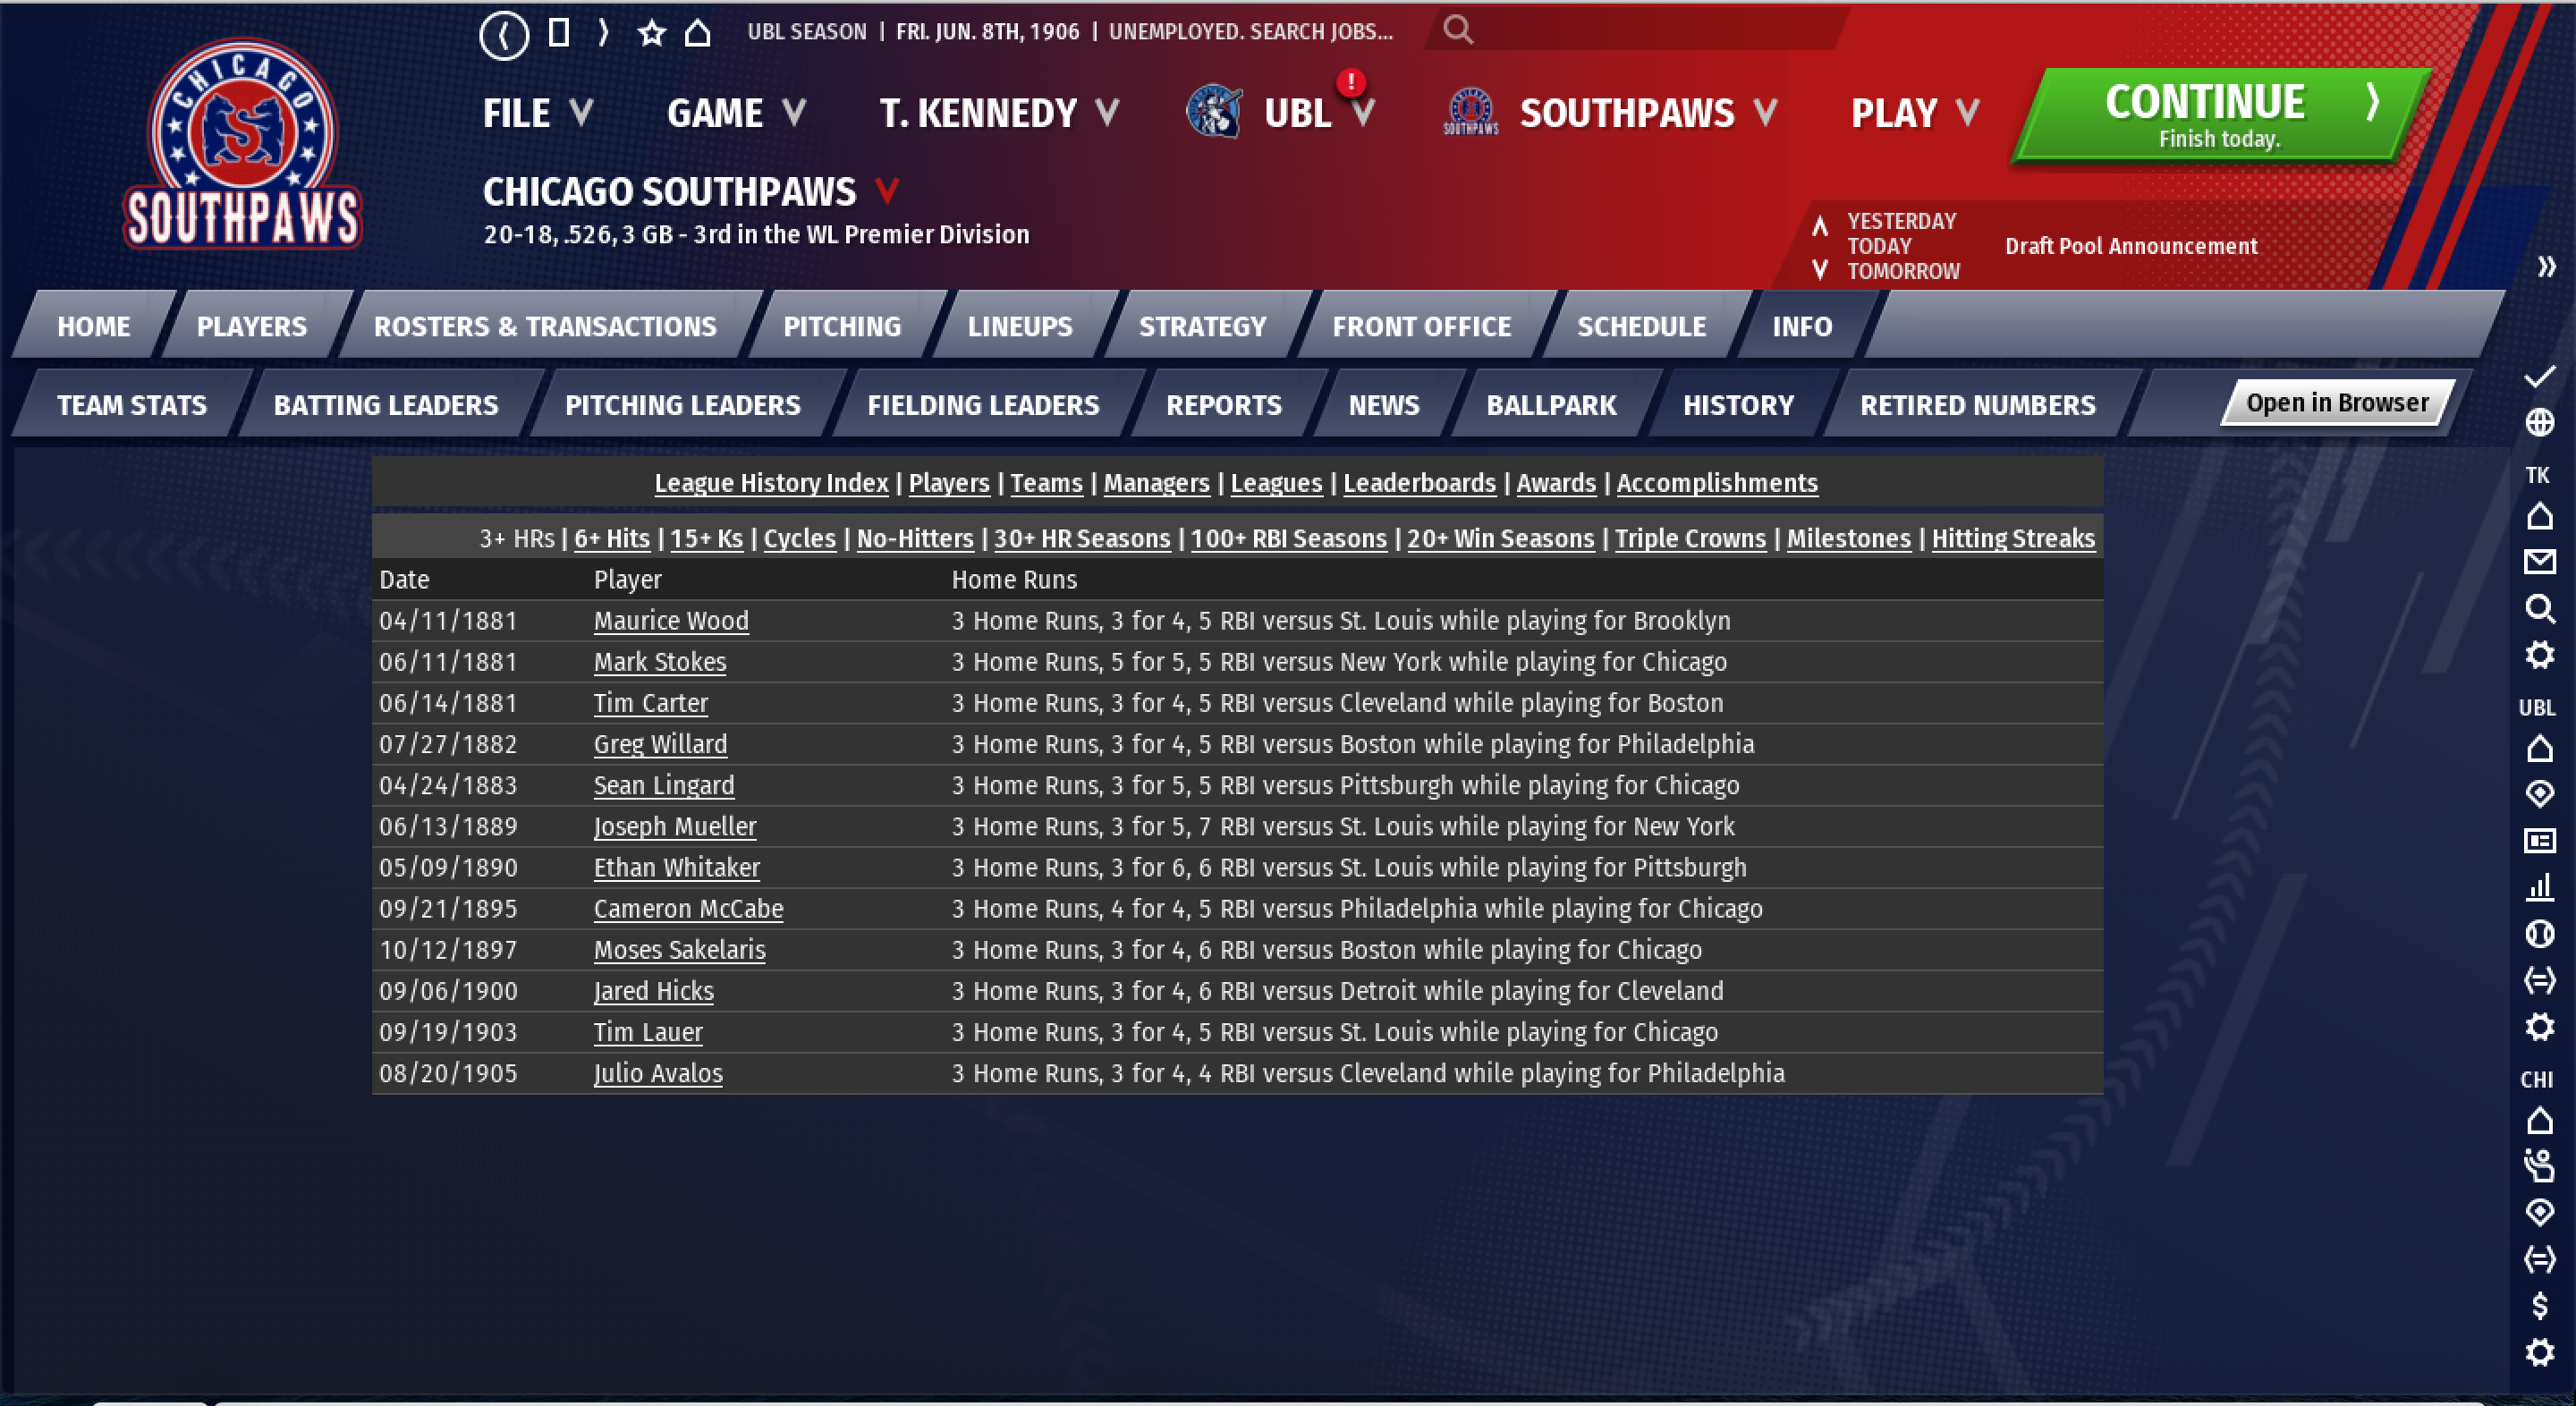 UBL SEASON | FRI. JUN. 8TH, 1906 | UNEMPLOYED. SEARCH JOBS...
CHICAGO
S
SOUTHPAWS
FILE GAME T. KENNEDY UBL ! SOUTHPAWS SOUTHPAWS PLAY
CONTINUE
Finish today.
CHICAGO SOUTHPAWS
20-18, .526, 3 GB - 3rd in the WL Premier Division
YESTERDAY
TODAY
TOMORROW
Draft Pool Announcement
HOME PLAYERS ROSTERS & TRANSACTIONS PITCHING LINEUPS STRATEGY FRONT OFFICE SCHEDULE INFO
TEAM STATS BATTING LEADERS PITCHING LEADERS FIELDING LEADERS REPORTS NEWS BALLPARK HISTORY RETIRED NUMBERS Open in Browser
League History Index | Players | Teams | Managers | Leagues | Leaderboards | Awards | Accomplishments
3+ HRs | 6+ Hits | 15+ Ks | Cycles | No-Hitters | 30+ HR Seasons | 100+ RBI Seasons | 20+ Win Seasons | Triple Crowns | Milestones | Hitting Streaks
Date Player Home Runs
04/11/1881 Maurice Wood 3 Home Runs, 3 for 4, 5 RBI versus St. Louis while playing for Brooklyn
06/11/1881 Mark Stokes 3 Home Runs, 5 for 5, 5 RBI versus New York while playing for Chicago
06/14/1881 Tim Carter 3 Home Runs, 3 for 4, 5 RBI versus Cleveland while playing for Boston
07/27/1882 Greg Willard 3 Home Runs, 3 for 4, 5 RBI versus Boston while playing for Philadelphia
04/24/1883 Sean Lingard 3 Home Runs, 3 for 5, 5 RBI versus Pittsburgh while playing for Chicago
06/13/1889 Joseph Mueller 3 Home Runs, 3 for 5, 7 RBI versus St. Louis while playing for New York
05/09/1890 Ethan Whitaker 3 Home Runs, 3 for 6, 6 RBI versus St. Louis while playing for Pittsburgh
09/21/1895 Cameron McCabe 3 Home Runs, 4 for 4, 5 RBI versus Philadelphia while playing for Chicago
10/12/1897 Moses Sakelaris 3 Home Runs, 3 for 4, 6 RBI versus Boston while playing for Chicago
09/06/1900 Jared Hicks 3 Home Runs, 3 for 4, 6 RBI versus Detroit while playing for Cleveland
09/19/1903 Tim Lauer 3 Home Runs, 3 for 4, 5 RBI versus St. Louis while playing for Chicago
08/20/1905 Julio Avalos 3 Home Runs, 3 for 4, 4 RBI versus Cleveland while playing for Philadelphia
TK
UBL
CHI
$